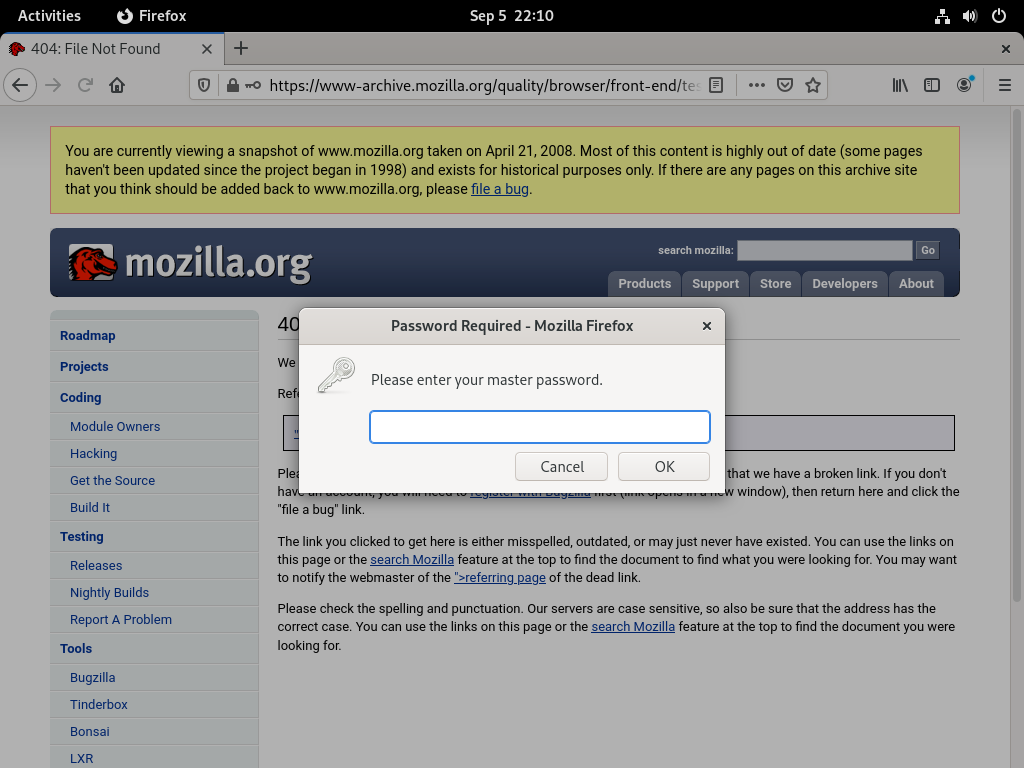 Activities
Firefox
Sep 5 22:10
404: File Not Found
https://www-archive.mozilla.org/quality/browser/front-end/tes
You are currently viewing a snapshot of www.mozilla.org taken on April 21, 2008. Most of this content is highly out of date (some pages
haven't been updated since the project began in 1998) and exists for historical purposes only. If there are any pages on this archive site
that you think should be added back to www.mozilla.org, please file a bug.
mozilla.org
search mozilla:
Go
Products
Support
Store
Developers
About
Roadmap
Projects
Coding
Module Owners
Hacking
Get the Source
Build It
Testing
Releases
Nightly Builds
Report A Problem
Tools
Bugzilla
Tinderbox
Bonsai
LXR
40
We
Password Required - Mozilla Firefox
Please enter your master password.
Cancel
OK
that we have a broken link. If you don't
have an account, you will need to register with Bugzilla first (link opens in a new window), then return here and click the
"file a bug" link.
The link you clicked to get here is either misspelled, outdated, or may just never have existed. You can use the links on
this page or the search Mozilla feature at the top to find the document to find what you were looking for. You may want
to notify the webmaster of the ">referring page of the dead link.
Please check the spelling and punctuation. Our servers are case sensitive, so also be sure that the address has the
correct case. You can use the links on this page or the search Mozilla feature at the top to find the document you were
looking for.